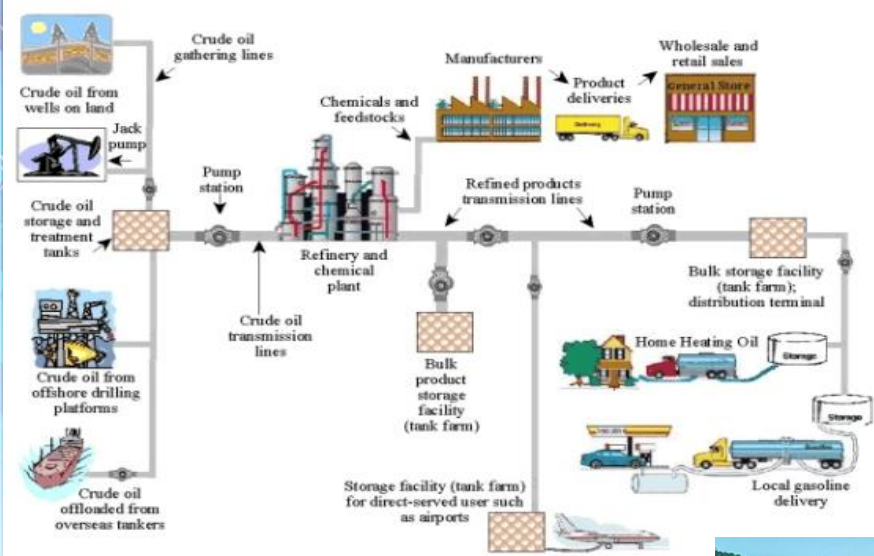 Crude oil
gathering lines
Crude oil from
wells on land
Jack
pump
Crude oil
storage and
treatment
tanks
Pump
station
Crude oil
transmission
lines
Crude oil from
offshore drilling
platforms
Crude oil
offloaded from
overseas tankers
Chemicals and
feedstocks
Refinery and
chemical
plant
Manufacturers
Product
deliveries
Delivery
Wholesale and
retail sales
General Store
Refined products
transmission lines
Pump
station
Bulk
product
storage
facility
(tank farm)
Bulk storage facility
(tank farm);
distribution terminal
Home Heating Oil
Storage
Storage
Local gasoline
delivery
Storage facility (tank farm)
for direct-served user such
as airports